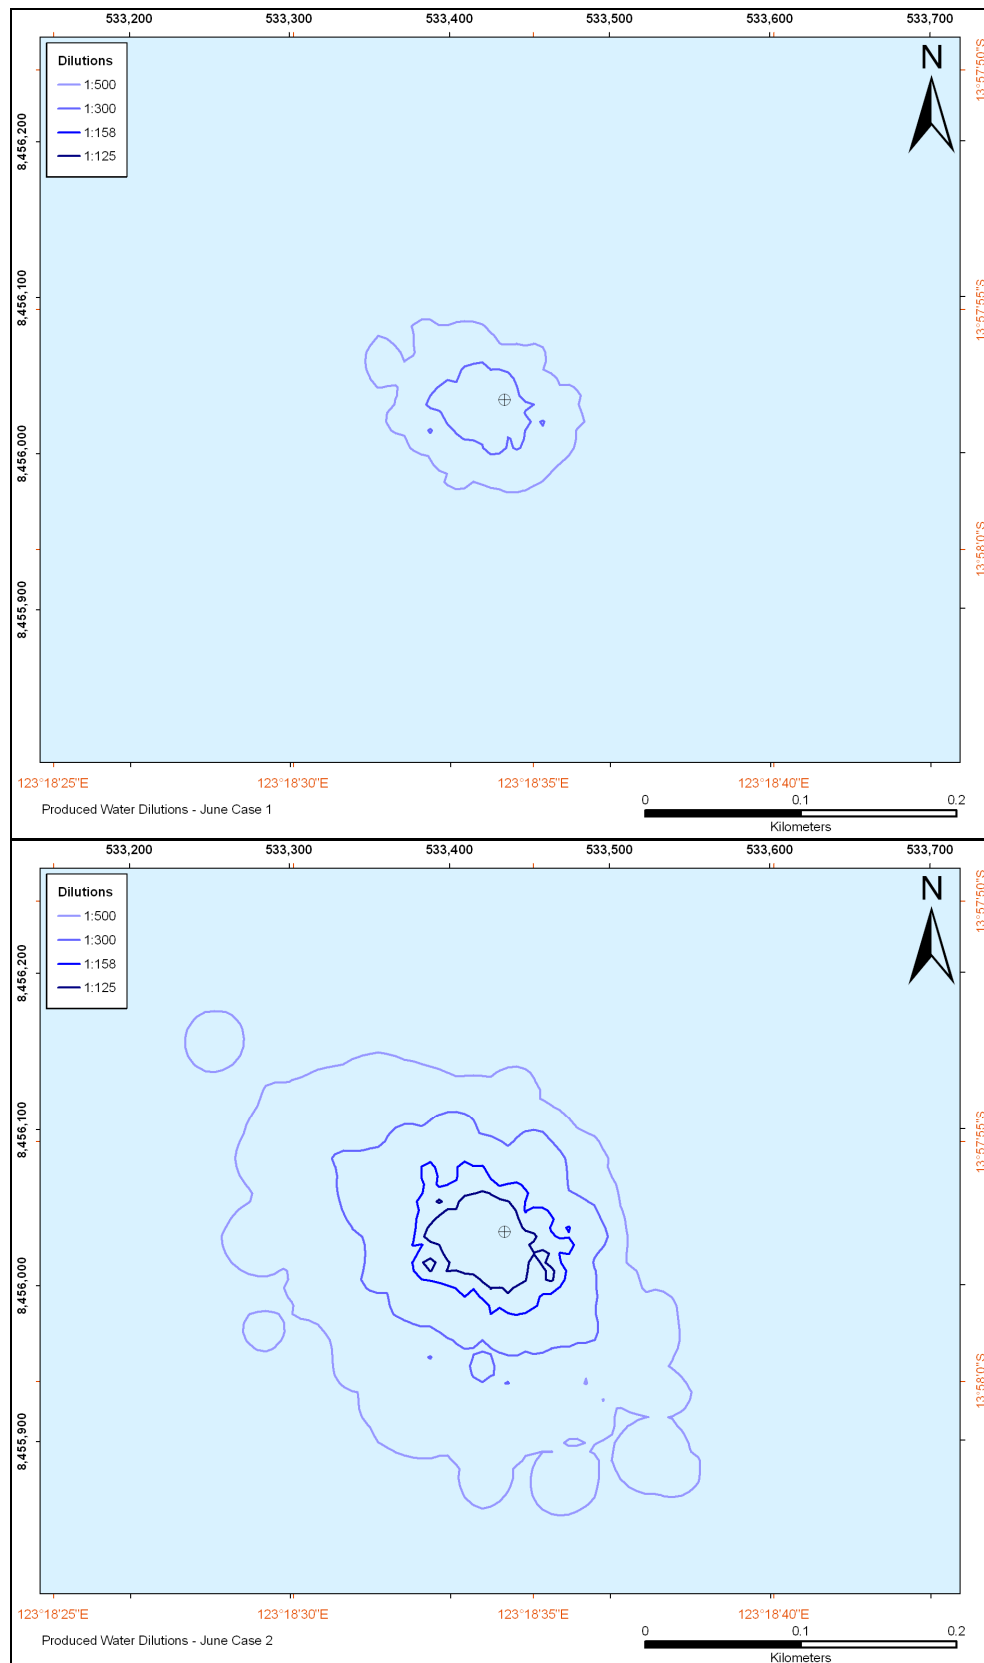 533,200 533,300 533,400 533,500 533,600 533,700
Dilutions
1:500
1:300
1:158
1:125
N
8,456,200
8,456,100
8,456,000
8,455,900
13°57'50"S
13°57'55"S
13°58'0"S
123°18'25"E 123°18'30"E 123°18'35"E 123°18'40"E
Produced Water Dilutions - June Case 1
0 0.1 0.2
Kilometers
533,200 533,300 533,400 533,500 533,600 533,700
Dilutions
1:500
1:300
1:158
1:125
N
8,456,200
8,456,100
8,456,000
8,455,900
13°57'50"S
13°57'55"S
13°58'0"S
123°18'25"E 123°18'30"E 123°18'35"E 123°18'40"E
Produced Water Dilutions - June Case 2
0 0.1 0.2
Kilometers